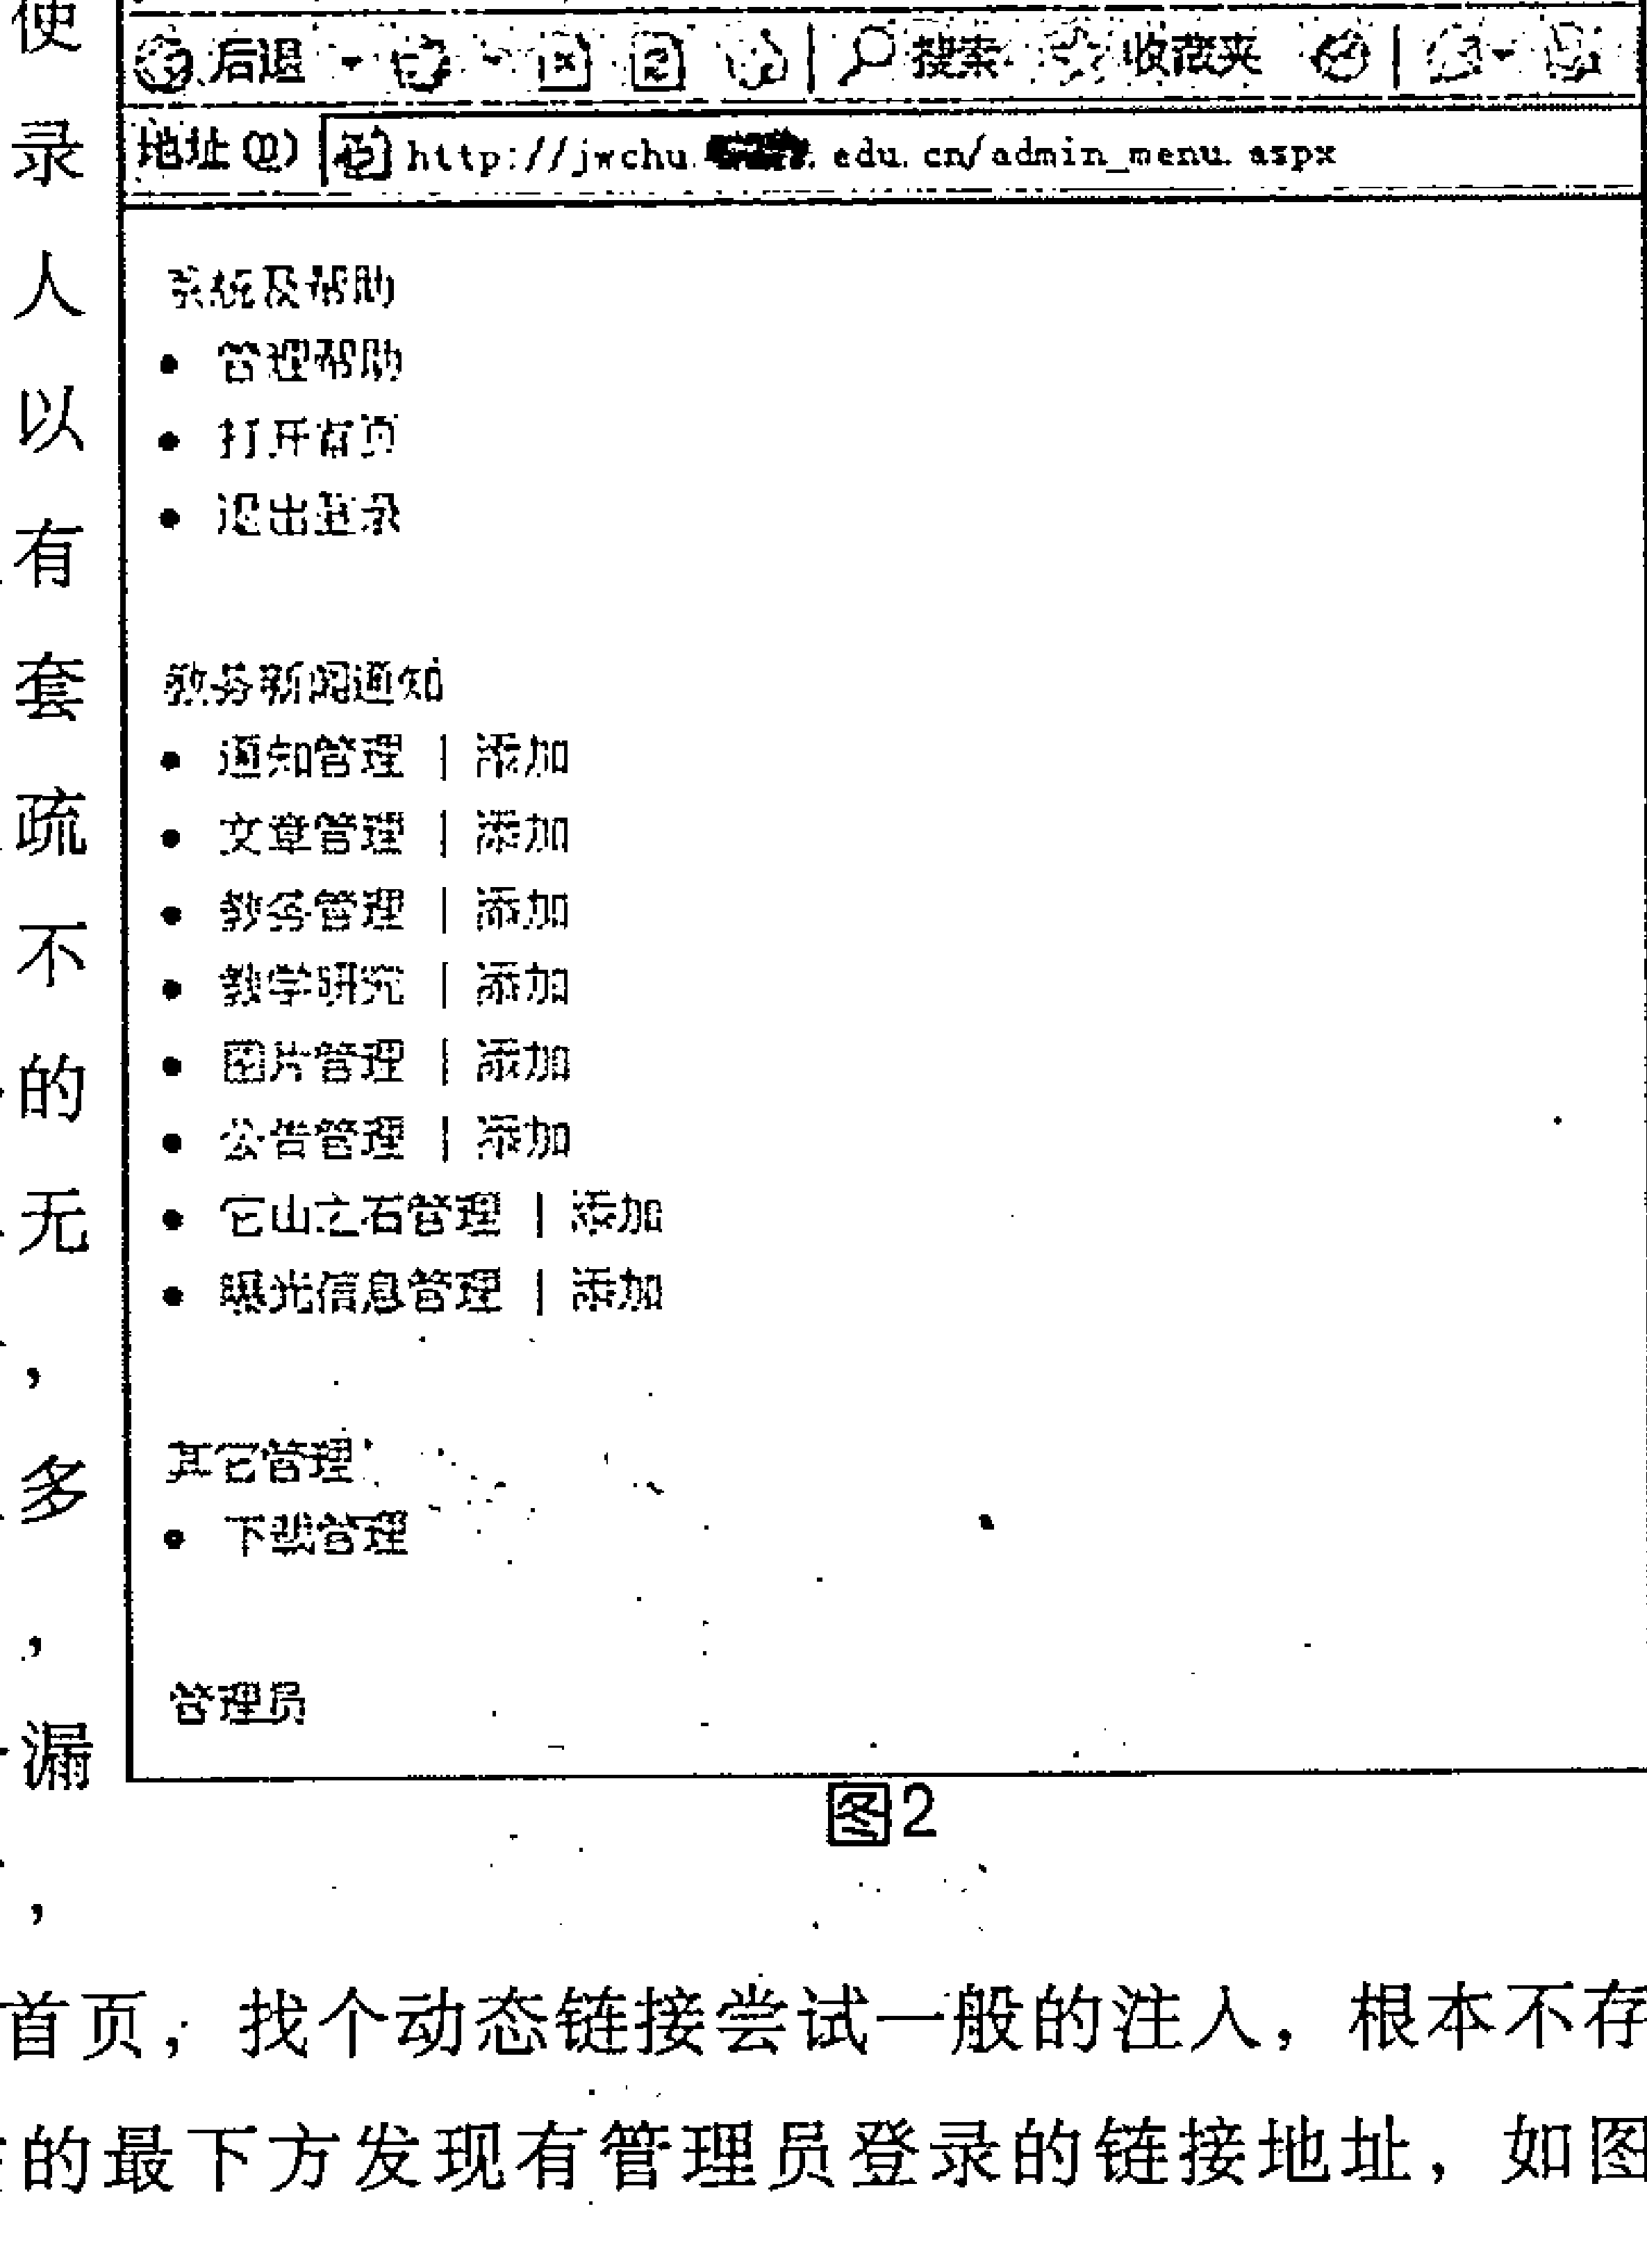 使
录
人
以
有
套
疏
不
的
无
，
多
，
漏
，
后退 搜索 收藏夹
地址(D) http://jwchu. .edu.cn/admin_menu.aspx
系统及帮助
• 管理帮助
• 打开首页
• 退出登录
教务新闻通知
• 通知管理 | 添加
• 文章管理 | 添加
• 教务管理 | 添加
• 教学研究 | 添加
• 图片管理 | 添加
• 公告管理 | 添加
• 它山之石管理 | 添加
• 曝光信息管理 | 添加
其它管理
• 下载管理
管理员
图2
首页，找个动态链接尝试一般的注入，根本不存
的最下方发现有管理员登录的链接地址，如图